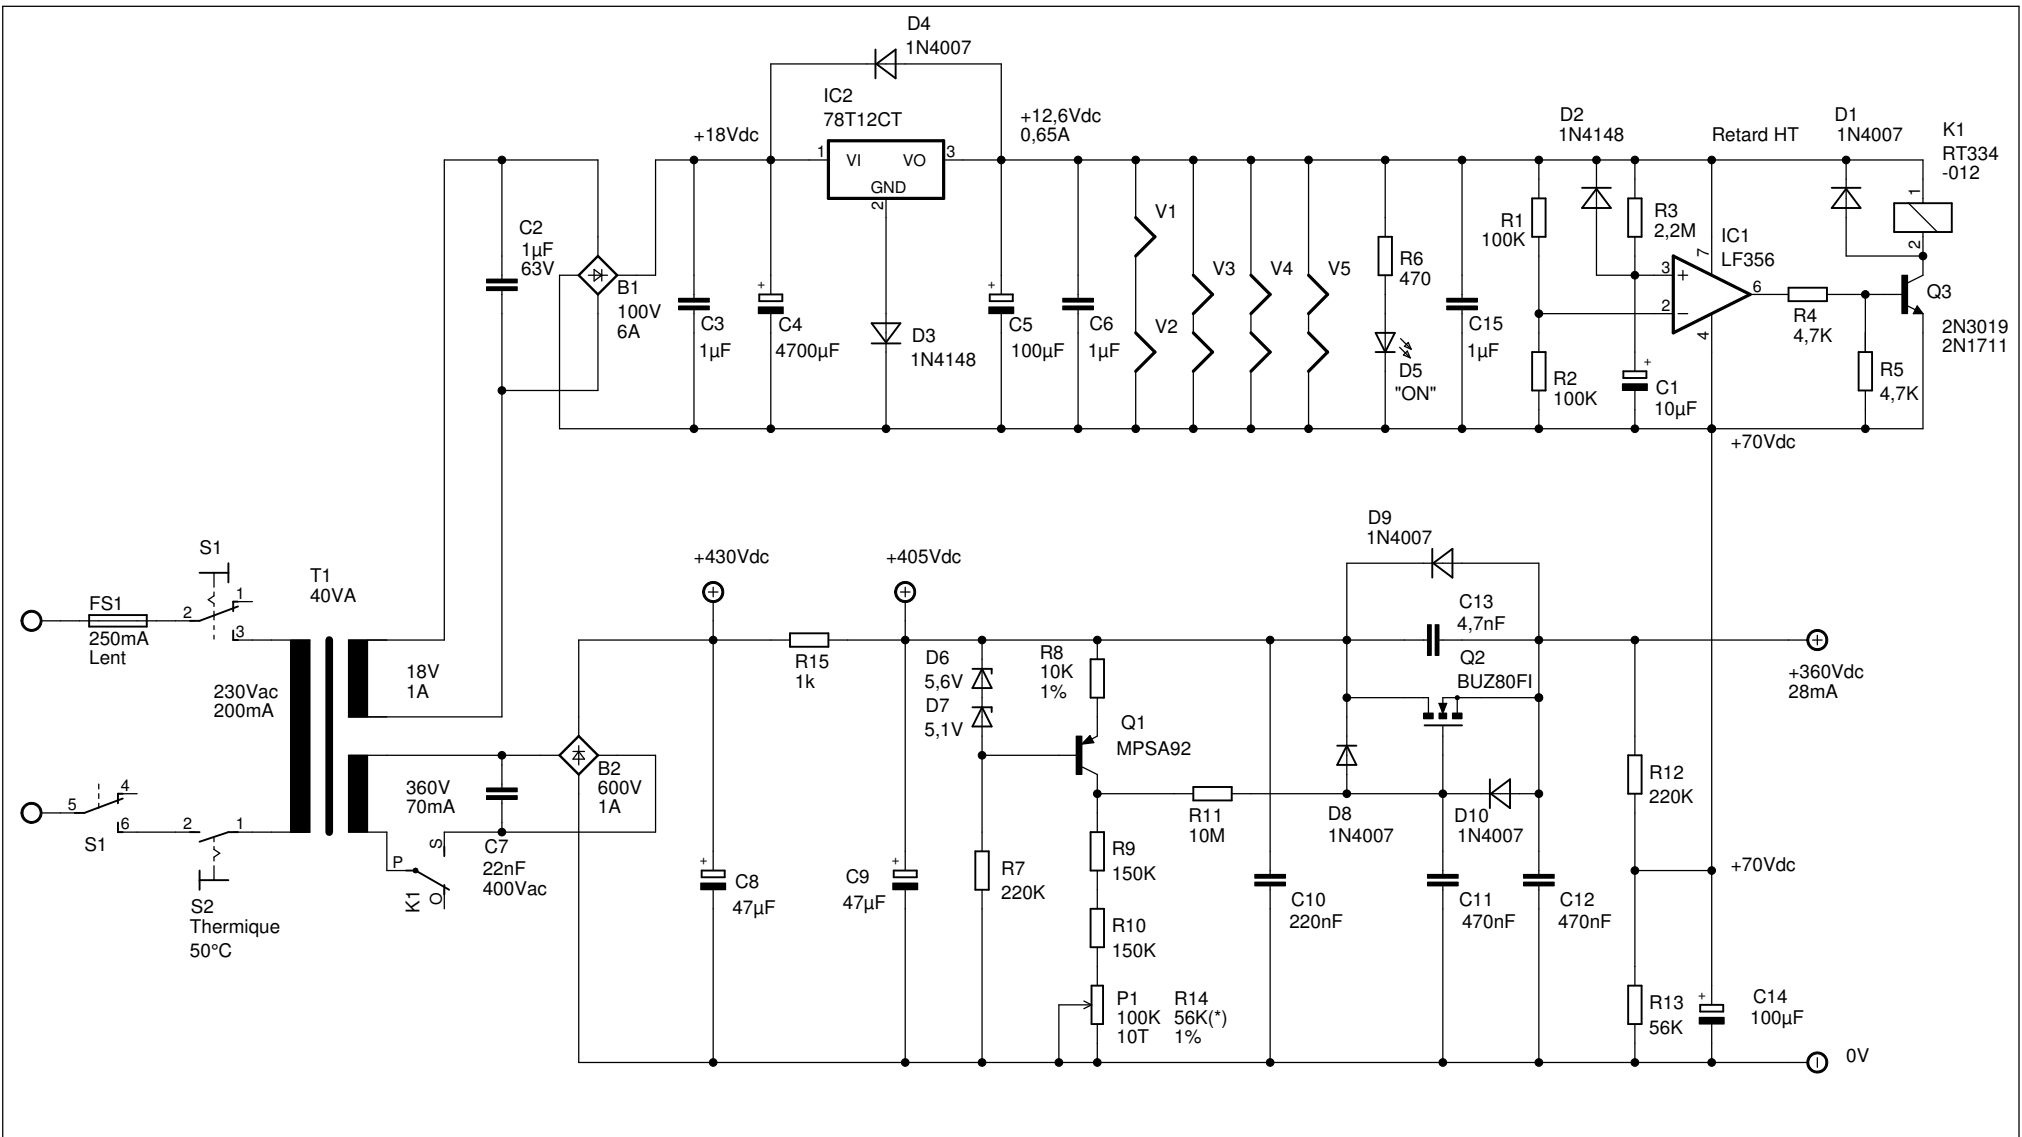 D4
1N4007
IC2
78T12CT
+18Vdc
+12,6Vdc
0,65A
1
VI
VO
3
GND
2
D2
1N4148
Retard HT
D1
1N4007
K1
RT334
-012
1
2
C2
1µF
63V
B1
100V
6A
C3
1µF
+
C4
4700µF
D3
1N4148
+
C5
100µF
C6
1µF
V1
V2
V3
V4
V5
R6
470
D5
"ON"
C15
1µF
R1
100K
R2
100K
R3
2,2M
IC1
LF356
7
3
+
2
-
6
4
+
C1
10µF
R4
4,7K
R5
4,7K
Q3
2N3019
2N1711
+70Vdc
S1
FS1
250mA
Lent
2
1
3
T1
40VA
230Vac
200mA
18V
1A
360V
70mA
5
4
6
S1
2
1
S2
Thermique
50°C
P
S
O
K1
C7
22nF
400Vac
B2
600V
1A
+430Vdc
+
+405Vdc
+
R15
1k
+
C8
47µF
+
C9
47µF
D6
5,6V
D7
5,1V
R7
220K
R8
10K
1%
Q1
MPSA92
R9
150K
R10
150K
P1
100K
10T
R14
56K(*)
1%
R11
10M
C10
220nF
D9
1N4007
C13
4,7nF
Q2
BUZ80FI
D8
1N4007
D10
1N4007
C11
470nF
C12
470nF
+
+360Vdc
28mA
R12
220K
+70Vdc
R13
56K
+
C14
100µF
0V